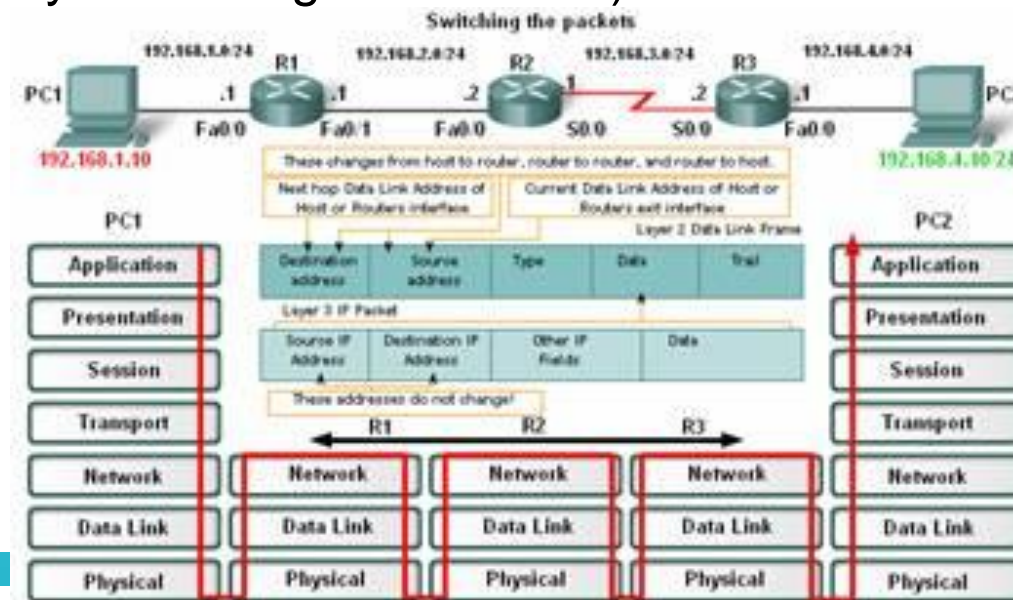 Switching the packets
192.168.1.0/24 R1 192.168.2.0/24 R2 192.168.3.0/24 R3 192.168.4.0/24
PC1 .1 .1 .2 .1 .2 .1 PC
Fa0/0 Fa0/1 Fa0/0 S0/0 S0/0 Fa0/0
192.168.1.10 192.168.4.10/24
These changes from host to router, router to router, and router to host.
Next hop Data Link Address of Host or Routers interface
Current Data Link Address of Host or Routers exit interface
PC1 PC2
Layer 2 Data Link Frame
Destination address Source address Type Data Trail
Layer 3 IP Packet
Source IP Address Destination IP Address Other IP Fields Data
These addresses do not change!
R1 R2 R3
Application Application
Presentation Presentation
Session Session
Transport Transport
Network Network Network Network Network
Data Link Data Link Data Link Data Link Data Link
Physical Physical Physical Physical Physical